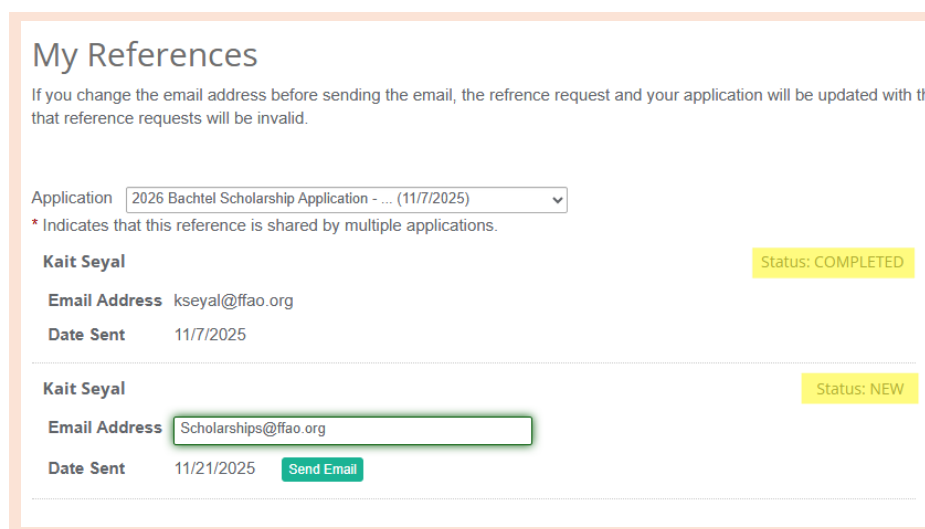 My References
If you change the email address before sending the email, the refrence request and your application will be updated with
that reference requests will be invalid.
Application 2026 Bachtel Scholarship Application - ... (11/7/2025)
* Indicates that this reference is shared by multiple applications.
Kait Seyal Status: COMPLETED
Email Address kseyal@ffao.org
Date Sent 11/7/2025
Kait Seyal Status: NEW
Email Address Scholarships@ffao.org
Date Sent 11/21/2025 Send Email